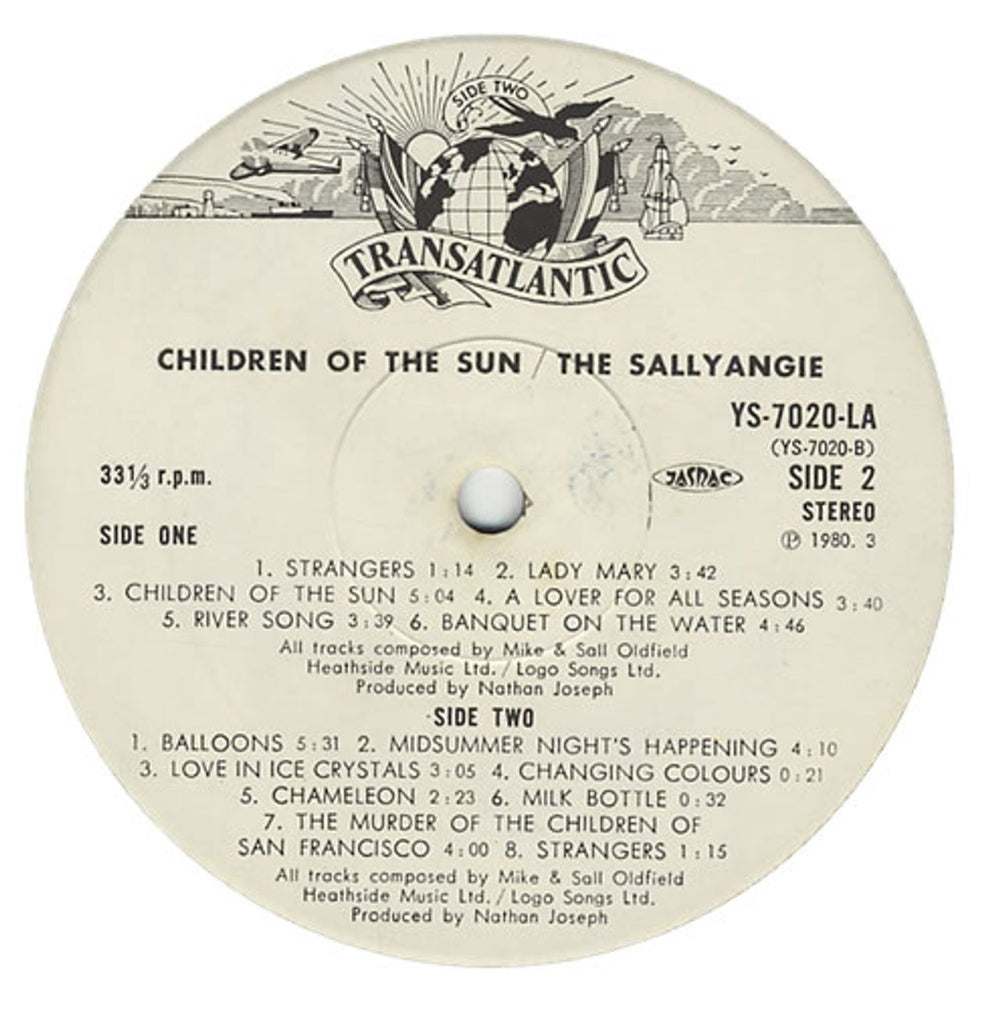 SIDE TWO
TRANSATLANTIC
CHILDREN OF THE SUN / THE SALLYANGIE
YS-7020-LA
(YS-7020-B)
33 1/3 r.p.m.
JASRAC
SIDE 2
STEREO
SIDE ONE
Ⓟ 1980. 3
1. STRANGERS 1:14 2. LADY MARY 3:42
3. CHILDREN OF THE SUN 5:04 4. A LOVER FOR ALL SEASONS 3:40
5. RIVER SONG 3:39 6. BANQUET ON THE WATER 4:46
All tracks composed by Mike & Sall Oldfield
Heathside Music Ltd. / Logo Songs Ltd.
Produced by Nathan Joseph
SIDE TWO
1. BALLOONS 5:31 2. MIDSUMMER NIGHT'S HAPPENING 4:10
3. LOVE IN ICE CRYSTALS 3:05 4. CHANGING COLOURS 0:21
5. CHAMELEON 2:23 6. MILK BOTTLE 0:32
7. THE MURDER OF THE CHILDREN OF
SAN FRANCISCO 4:00 8. STRANGERS 1:15
All tracks composed by Mike & Sall Oldfield
Heathside Music Ltd. / Logo Songs Ltd.
Produced by Nathan Joseph